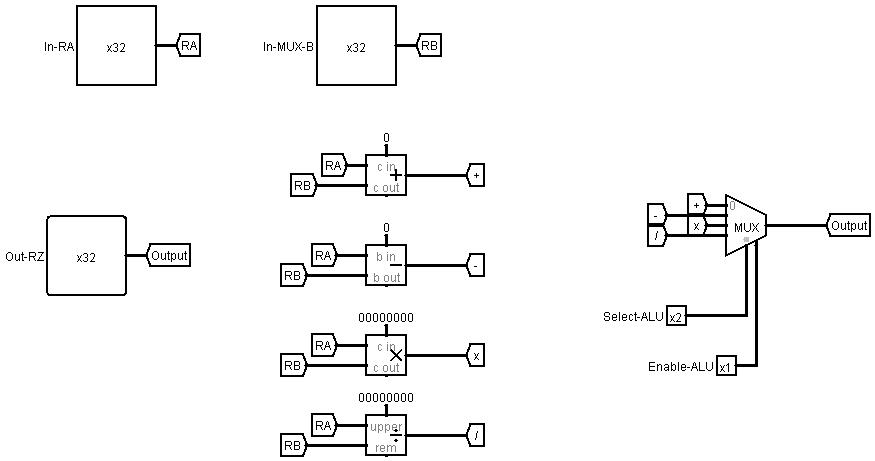 In-RA x32 RA
In-MUX-B x32 RB
0
RA c in +
RB c out
+
0
RA b in −
RB b out
-
00000000
RA c in ×
RB c out
x
00000000
RA upper ÷
RB rem
/
Out-RZ x32 Output
+
-
x
/
0
MUX
Output
Select-ALU x2
Enable-ALU x1